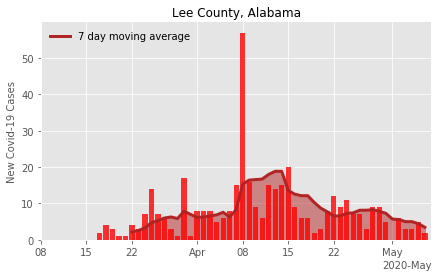 Lee County, Alabama
7 day moving average
New Covid-19 Cases
50
40
30
20
10
0
08
15
22
Apr
08
15
22
May
2020-May